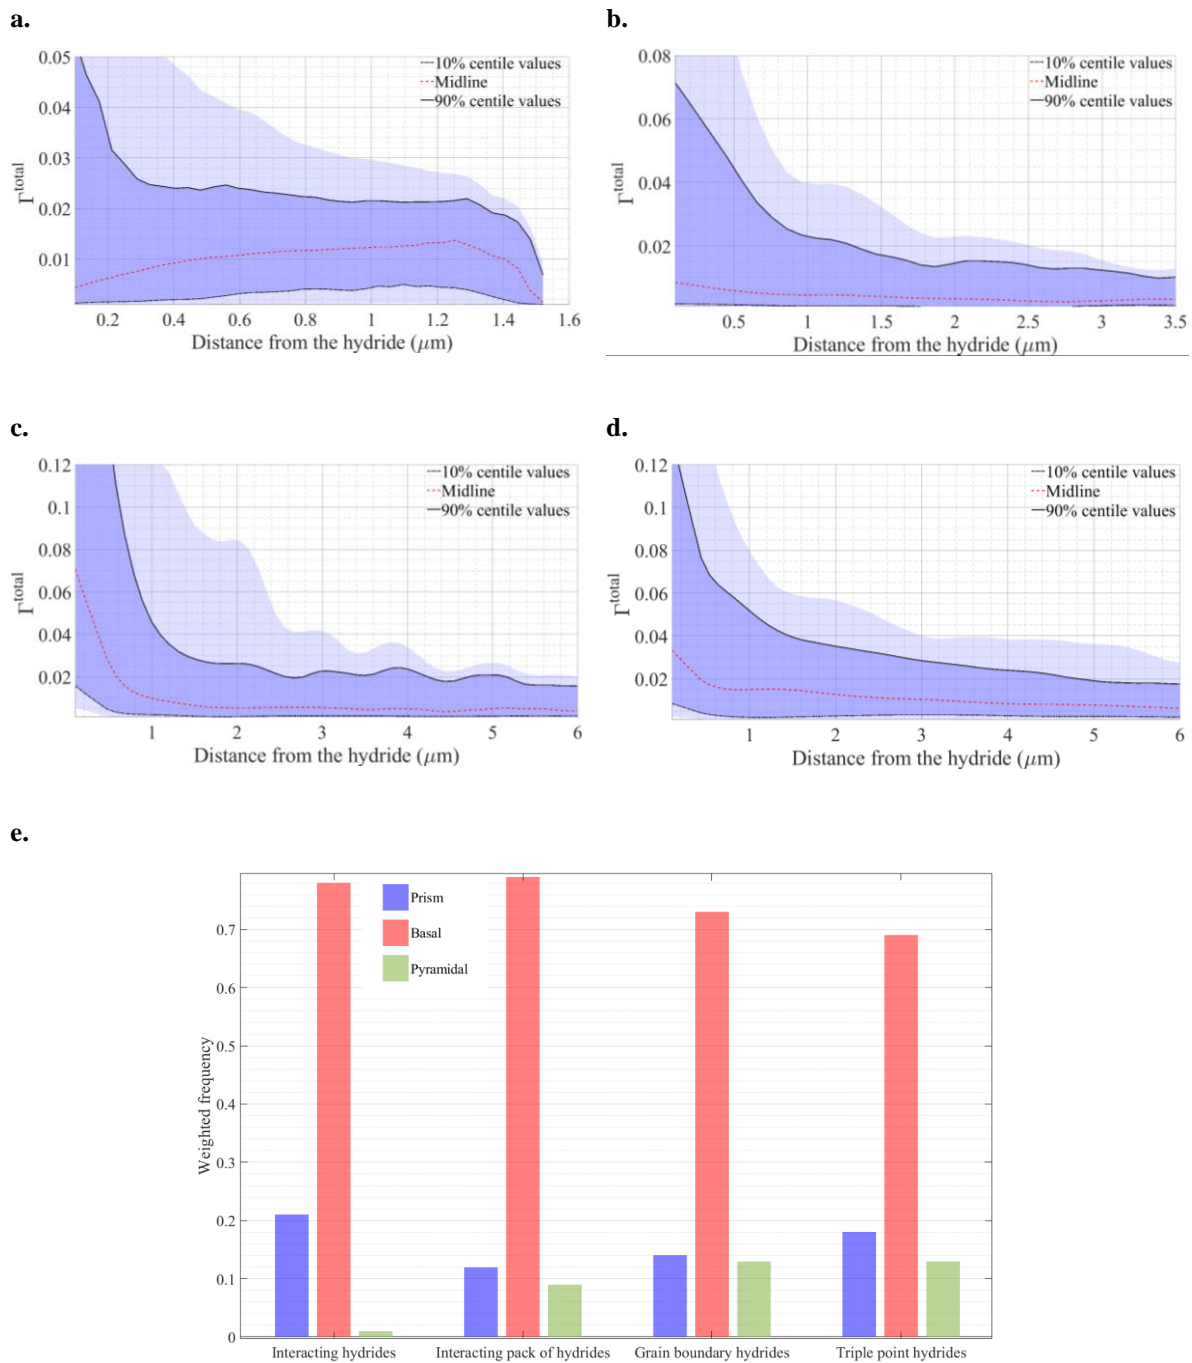 a.
0.05
0.04
0.03
0.02
0.01
Γtotal
10% centile values
Midline
90% centile values
0.2 0.4 0.6 0.8 1 1.2 1.4 1.6
Distance from the hydride (μm)
b.
0.08
0.06
0.04
0.02
Γtotal
10% centile values
Midline
90% centile values
0.5 1 1.5 2 2.5 3 3.5
Distance from the hydride (μm)
c.
0.12
0.1
0.08
0.06
0.04
0.02
Γtotal
10% centile values
Midline
90% centile values
1 2 3 4 5 6
Distance from the hydride (μm)
d.
0.12
0.1
0.08
0.06
0.04
0.02
Γtotal
10% centile values
Midline
90% centile values
1 2 3 4 5 6
Distance from the hydride (μm)
e.
Prism
Basal
Pyramidal
0.7
0.6
0.5
0.4
0.3
0.2
0.1
0
Weighted frequency
Interacting hydrides Interacting pack of hydrides Grain boundary hydrides Triple point hydrides